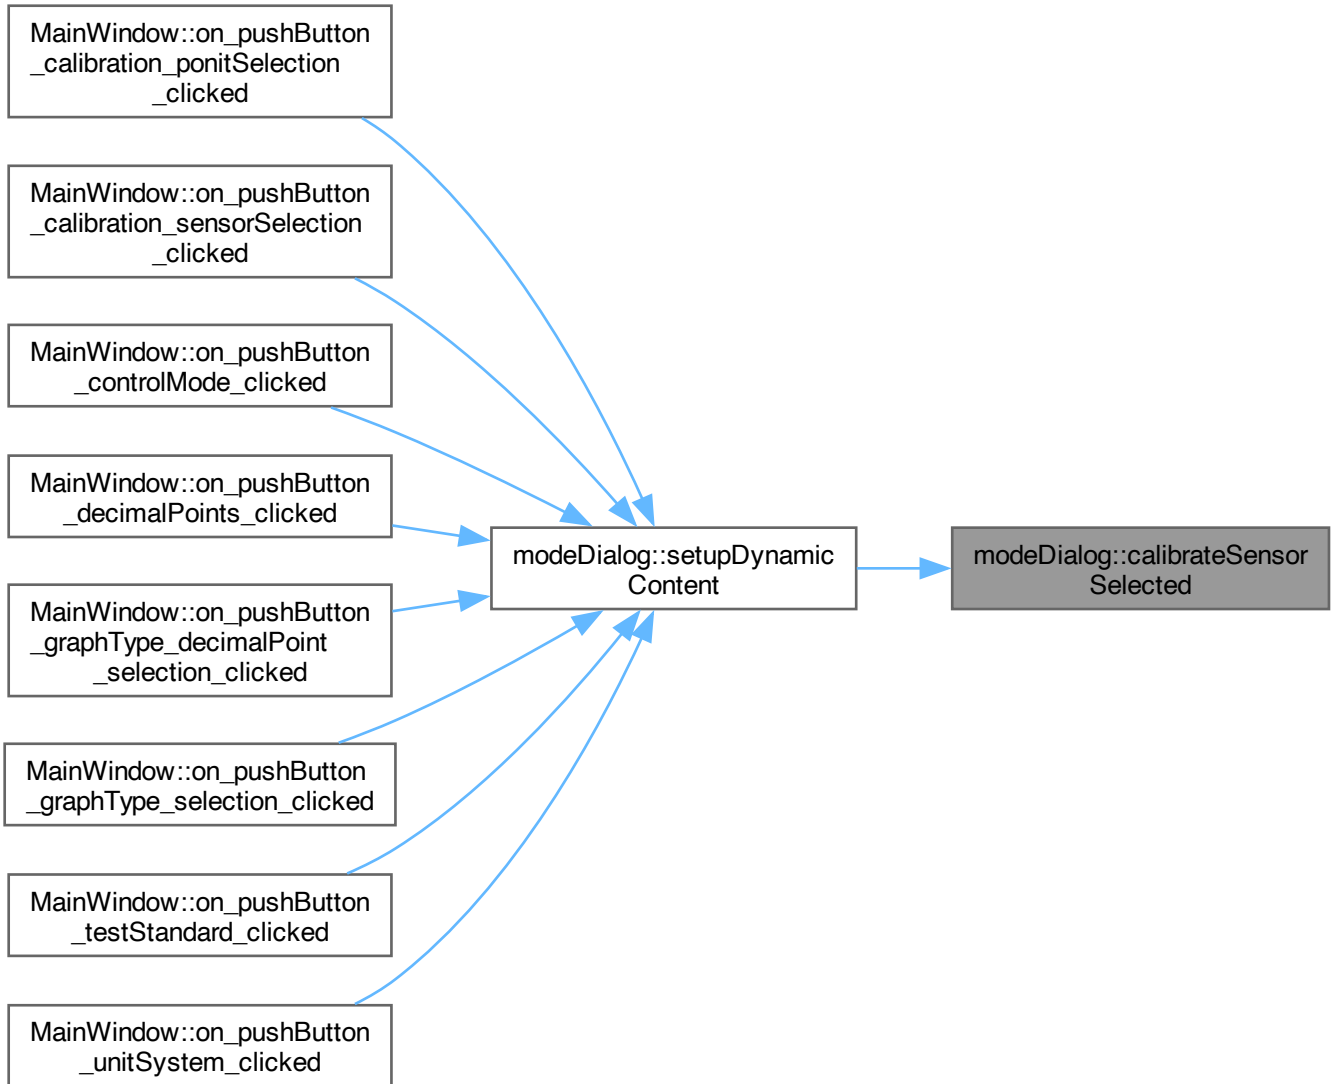 MainWindow::on_pushButton
_calibration_ponitSelection
_clicked
MainWindow::on_pushButton
_calibration_sensorSelection
_clicked
MainWindow::on_pushButton
_controlMode_clicked
MainWindow::on_pushButton
_decimalPoints_clicked
MainWindow::on_pushButton
_graphType_decimalPoint
_selection_clicked
MainWindow::on_pushButton
_graphType_selection_clicked
MainWindow::on_pushButton
_testStandard_clicked
MainWindow::on_pushButton
_unitSystem_clicked
modeDialog::setupDynamic
Content
modeDialog::calibrateSensor
Selected